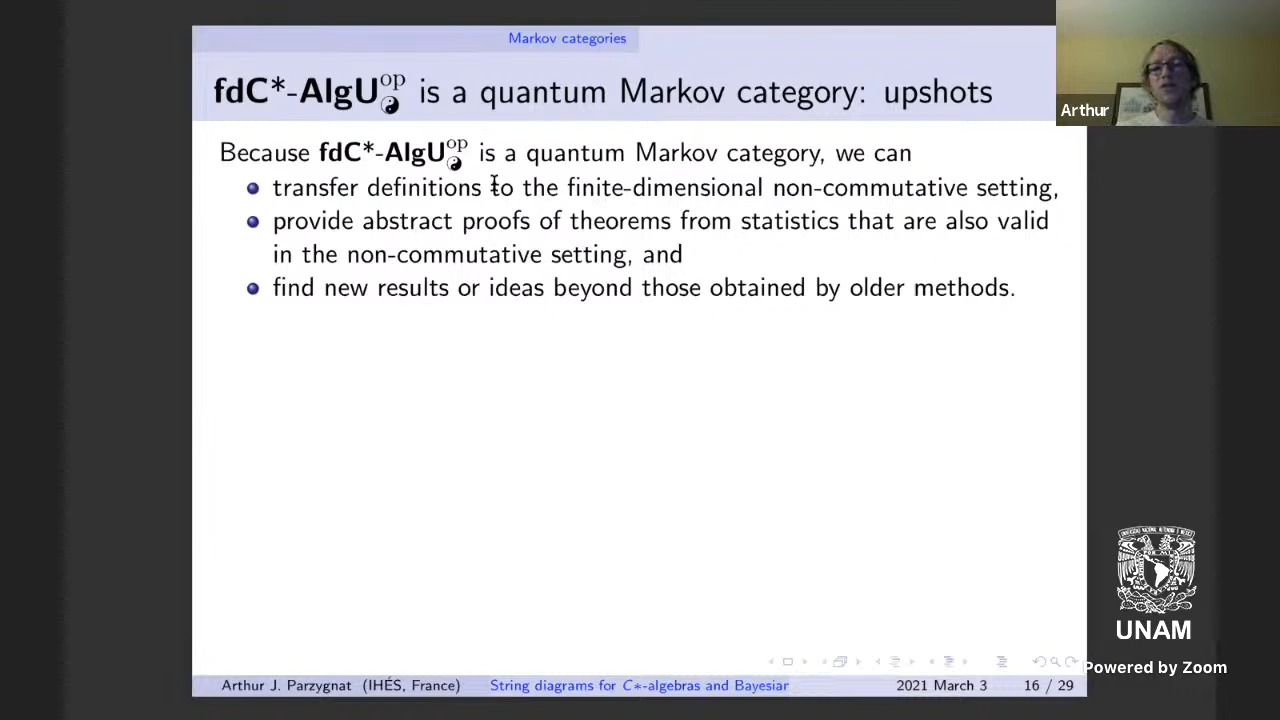 Markov categories
fdC*-AlgU☯op is a quantum Markov category: upshots
Because fdC*-AlgU☯op is a quantum Markov category, we can
transfer definitions to the finite-dimensional non-commutative setting,
provide abstract proofs of theorems from statistics that are also valid
in the non-commutative setting, and
find new results or ideas beyond those obtained by older methods.
Arthur
UNAM
Powered by Zoom
Arthur J. Parzygnat (IHÉS, France) String diagrams for C∗-algebras and Bayesiar 2021 March 3 16 / 29